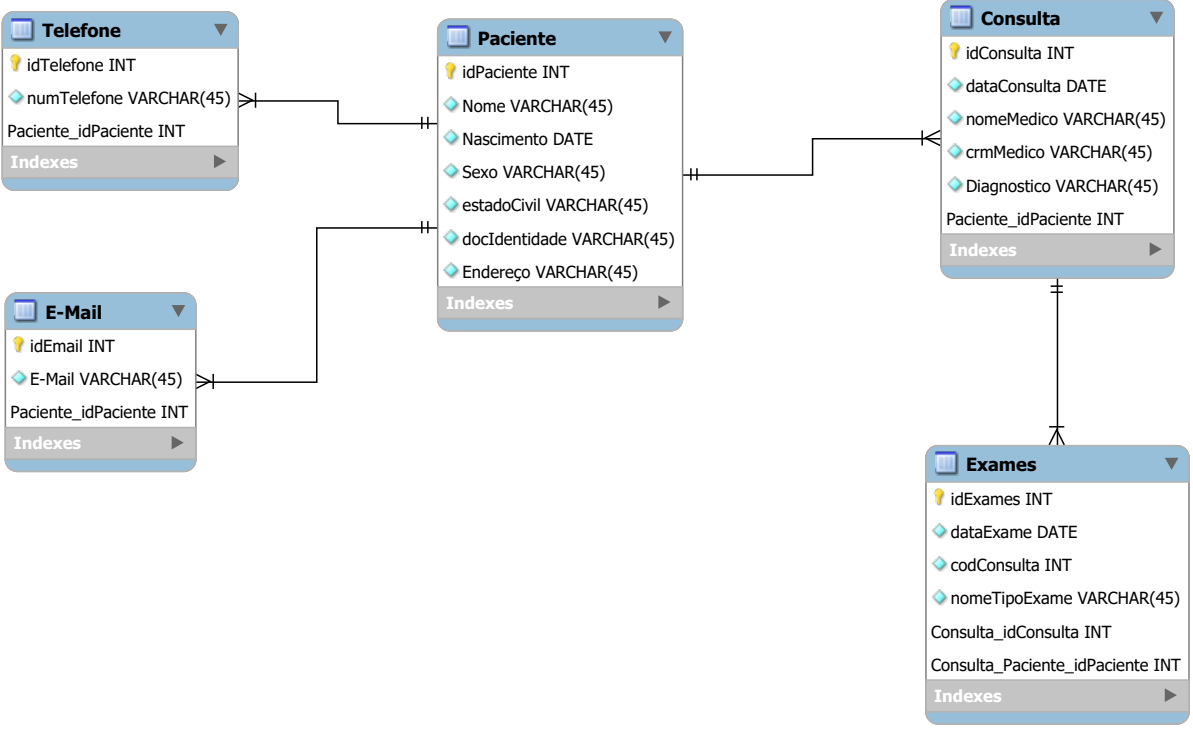 Telefone
idTelefone INT
numTelefone VARCHAR(45)
Paciente_idPaciente INT
Indexes
E-Mail
idEmail INT
E-Mail VARCHAR(45)
Paciente_idPaciente INT
Indexes
Paciente
idPaciente INT
Nome VARCHAR(45)
Nascimento DATE
Sexo VARCHAR(45)
estadoCivil VARCHAR(45)
docIdentidade VARCHAR(45)
Endereço VARCHAR(45)
Indexes
Consulta
idConsulta INT
dataConsulta DATE
nomeMedico VARCHAR(45)
crmMedico VARCHAR(45)
Diagnostico VARCHAR(45)
Paciente_idPaciente INT
Indexes
Exames
idExames INT
dataExame DATE
codConsulta INT
nomeTipoExame VARCHAR(45)
Consulta_idConsulta INT
Consulta_Paciente_idPaciente INT
Indexes